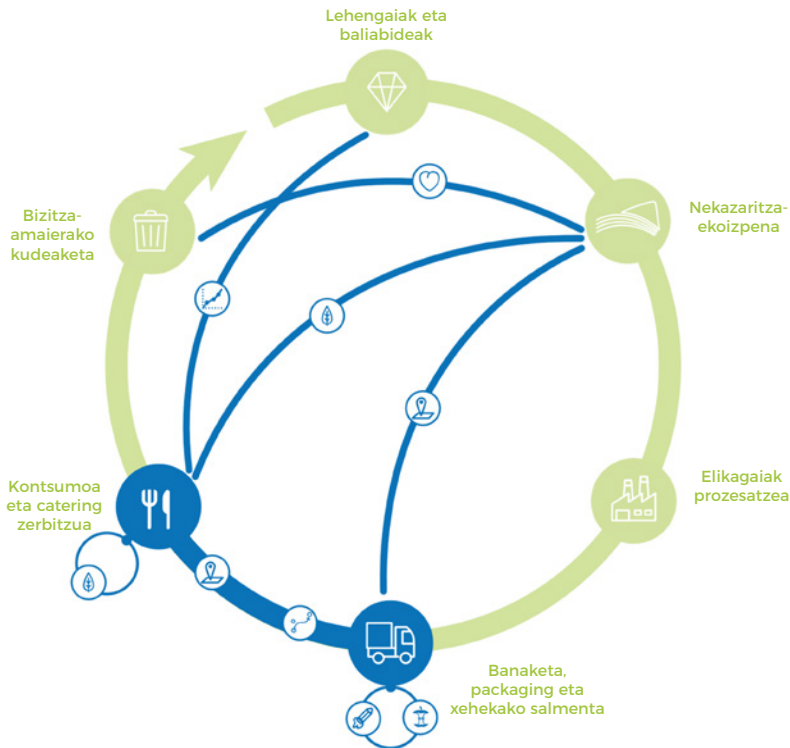 Lehengaiak eta
baliabideak
Nekazaritza-
ekoizpena
Bizitza-
amaierako
kudeaketa
Elikagaiak
prozesatzea
Kontsumoa
eta catering
zerbitzua
Banaketa,
packaging eta
xehekako salmenta